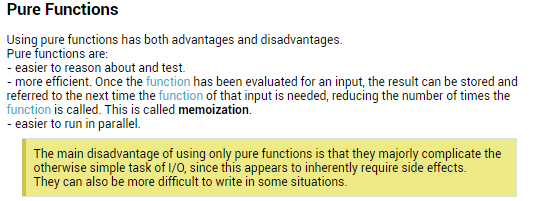 Pure Functions
Using pure functions has both advantages and disadvantages.
Pure functions are:
- easier to reason about and test.
- more efficient. Once the function has been evaluated for an input, the result can be stored and
referred to the next time the function of that input is needed, reducing the number of times the
function is called. This is called memoization.
- easier to run in parallel.
The main disadvantage of using only pure functions is that they majorly complicate the
otherwise simple task of I/O, since this appears to inherently require side effects.
They can also be more difficult to write in some situations.